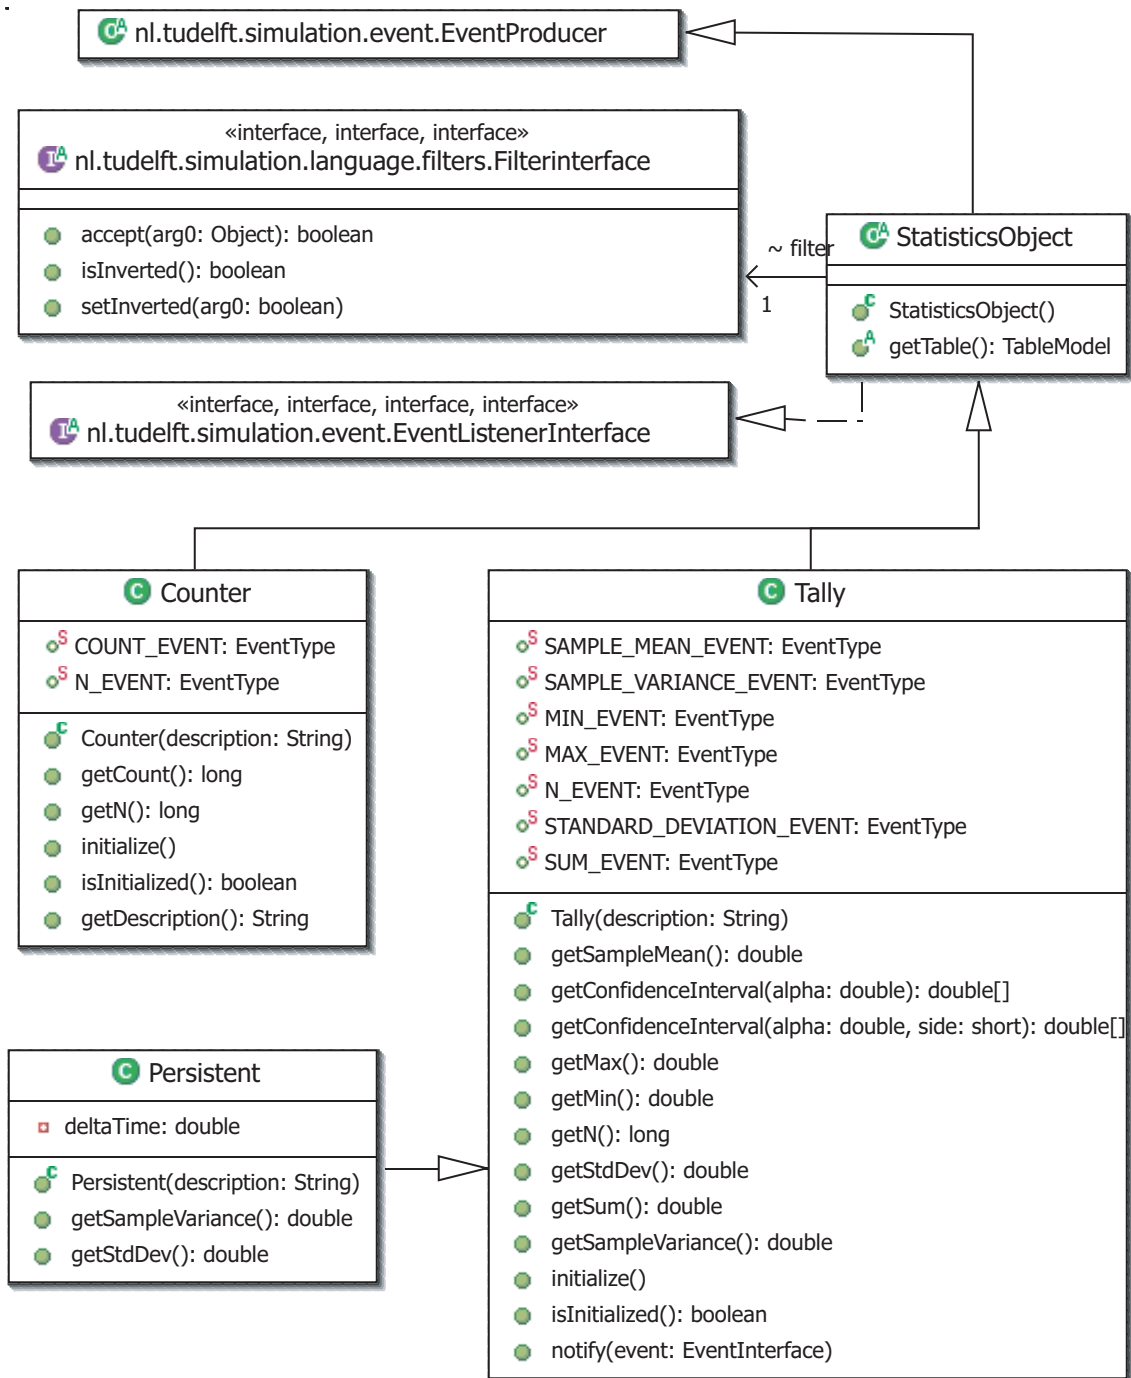 nl.tudelft.simulation.event.EventProducer
«interface, interface, interface»
nl.tudelft.simulation.language.filters.Filterinterface
accept(arg0: Object): boolean
isInverted(): boolean
setInverted(arg0: boolean)
~ filter
1
StatisticsObject
StatisticsObject()
getTable(): TableModel
«interface, interface, interface, interface»
nl.tudelft.simulation.event.EventListenerInterface
Counter
COUNT_EVENT: EventType
N_EVENT: EventType
Counter(description: String)
getCount(): long
getN(): long
initialize()
isInitialized(): boolean
getDescription(): String
Tally
SAMPLE_MEAN_EVENT: EventType
SAMPLE_VARIANCE_EVENT: EventType
MIN_EVENT: EventType
MAX_EVENT: EventType
N_EVENT: EventType
STANDARD_DEVIATION_EVENT: EventType
SUM_EVENT: EventType
Tally(description: String)
getSampleMean(): double
getConfidenceInterval(alpha: double): double[]
getConfidenceInterval(alpha: double, side: short): double[]
getMax(): double
getMin(): double
getN(): long
getStdDev(): double
getSum(): double
getSampleVariance(): double
initialize()
isInitialized(): boolean
notify(event: EventInterface)
Persistent
deltaTime: double
Persistent(description: String)
getSampleVariance(): double
getStdDev(): double